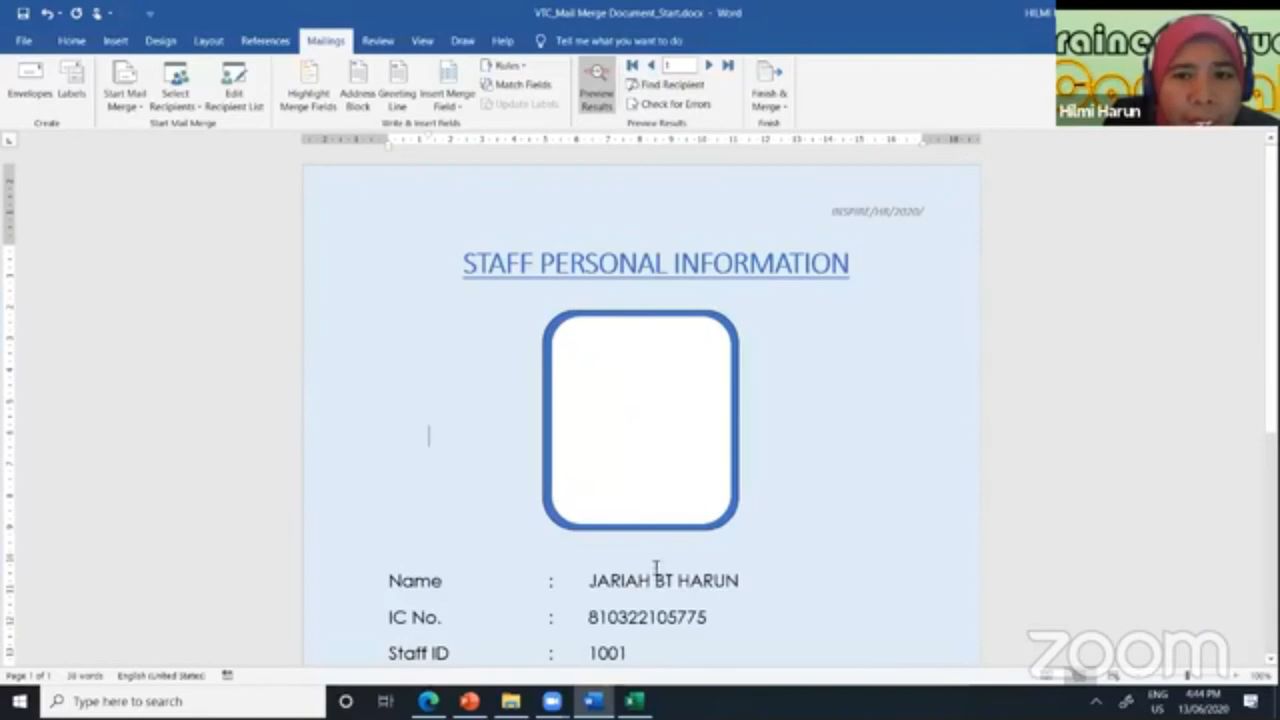 VTC_Mail Merge Document_Start.docx - Word
HILMI
File Home Insert Design Layout References Mailings Review View Draw Help Tell me what you want to do
Envelopes Labels
Start Mail Merge
Select Recipients
Edit Recipient List
Highlight Merge Fields
Address Block
Greeting Line
Insert Merge Field
Rules
Match Fields
Update Labels
Preview Results
1
Find Recipient
Check for Errors
Finish & Merge
Create
Start Mail Merge
Write & Insert Fields
Preview Results
Finish
Hilmi Harun
INSPIRE/HR/2020/
STAFF PERSONAL INFORMATION
Name : JARIAH BT HARUN
IC No. : 810322105775
Staff ID : 1001
zoom
Page 1 of 1 38 words English (United States)
100%
Type here to search
ENG
US
4:44 PM
13/06/2020